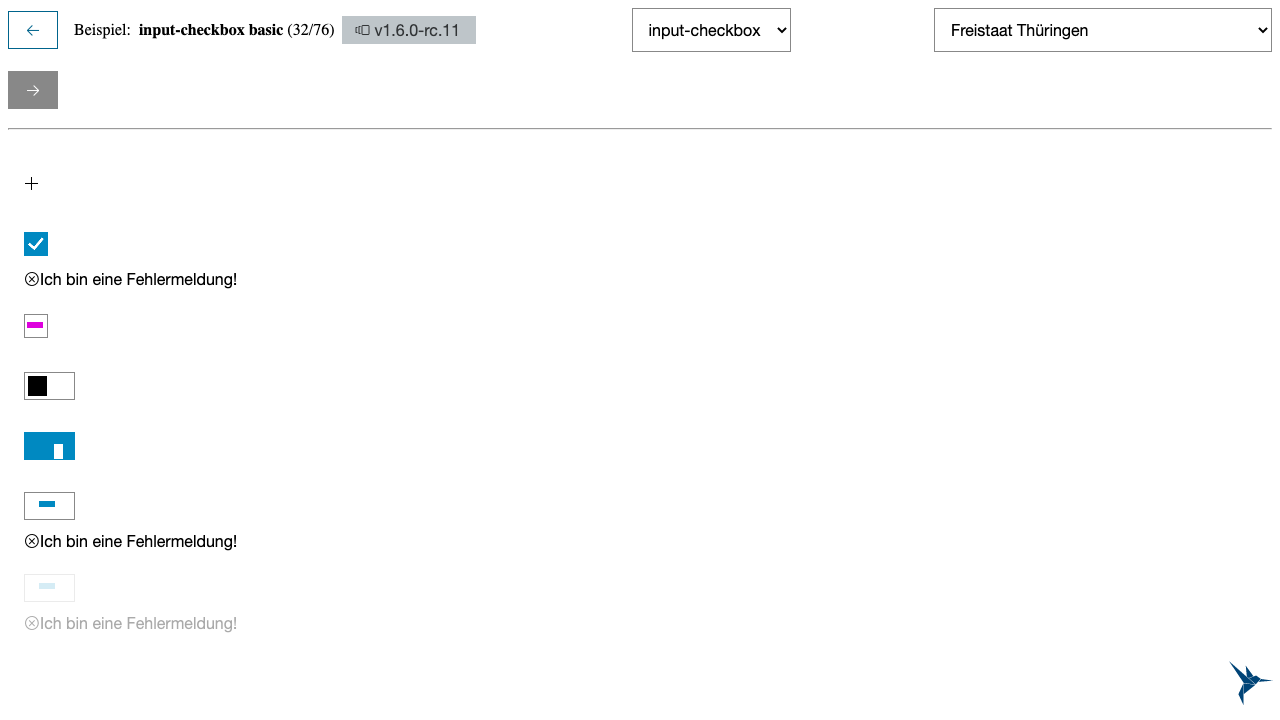 Beispiel: input-checkbox basic (32/76) v1.6.0-rc.11 input-checkbox Freistaat Thüringen
Ich bin eine Fehlermeldung!
Ich bin eine Fehlermeldung!
Ich bin eine Fehlermeldung!